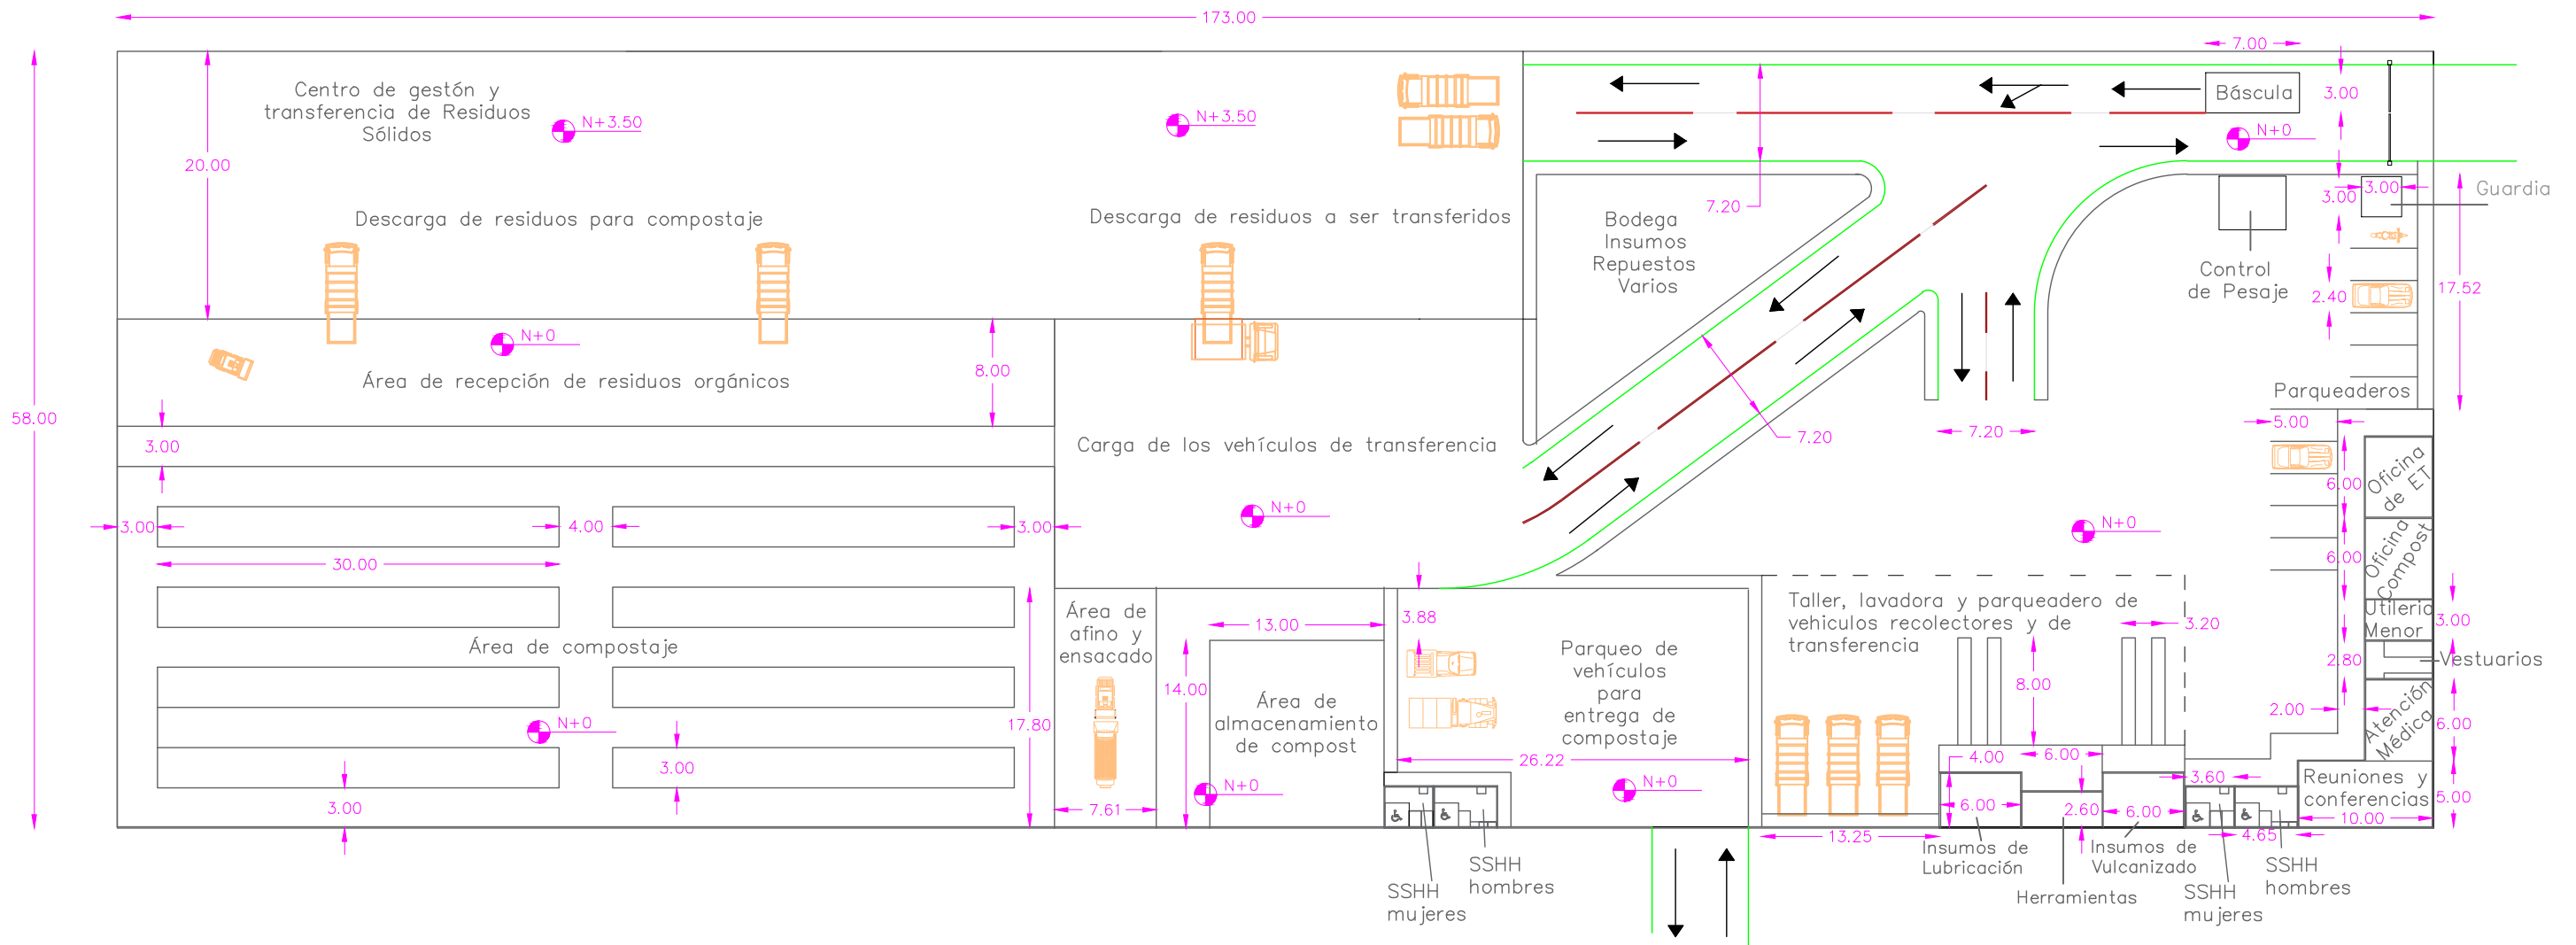 173.00
7.00
Centro de gestón y
transferencia de Residuos
Sólidos
N+3.50
N+3.50
Báscula
3.00
N+0
20.00
Descarga de residuos para compostaje
Descarga de residuos a ser transferidos
7.20
Bodega
Insumos
Repuestos
Varios
3.00
3.00
Guardia
Control
de Pesaje
2.40
17.52
N+0
Área de recepción de residuos orgánicos
8.00
58.00
3.00
Carga de los vehículos de transferencia
7.20
7.20
Parqueaderos
5.00
3.00
4.00
3.00
N+0
N+0
6.00
Oficina
de ET
30.00
6.00
Oficina
Compost
Área de compostaje
Área de
afino y
ensacado
13.00
3.88
Taller, lavadora y parqueadero de
vehiculos recolectores y de
transferencia
3.20
Utileria
Menor
3.00
2.80
Vestuarios
17.80
14.00
Área de
almacenamiento
de compost
Parqueo de
vehículos
para
entrega de
compostaje
8.00
2.00
Atención
Médica
6.00
N+0
3.00
3.00
26.22
4.00
6.00
3.60
Reuniones y
conferencias
5.00
7.61
N+0
N+0
6.00
2.60
6.00
10.00
13.25
4.65
Insumos de
Lubricación
Insumos de
Vulcanizado
SSHH
hombres
SSHH
mujeres
Herramientas
SSHH
hombres
SSHH
mujeres